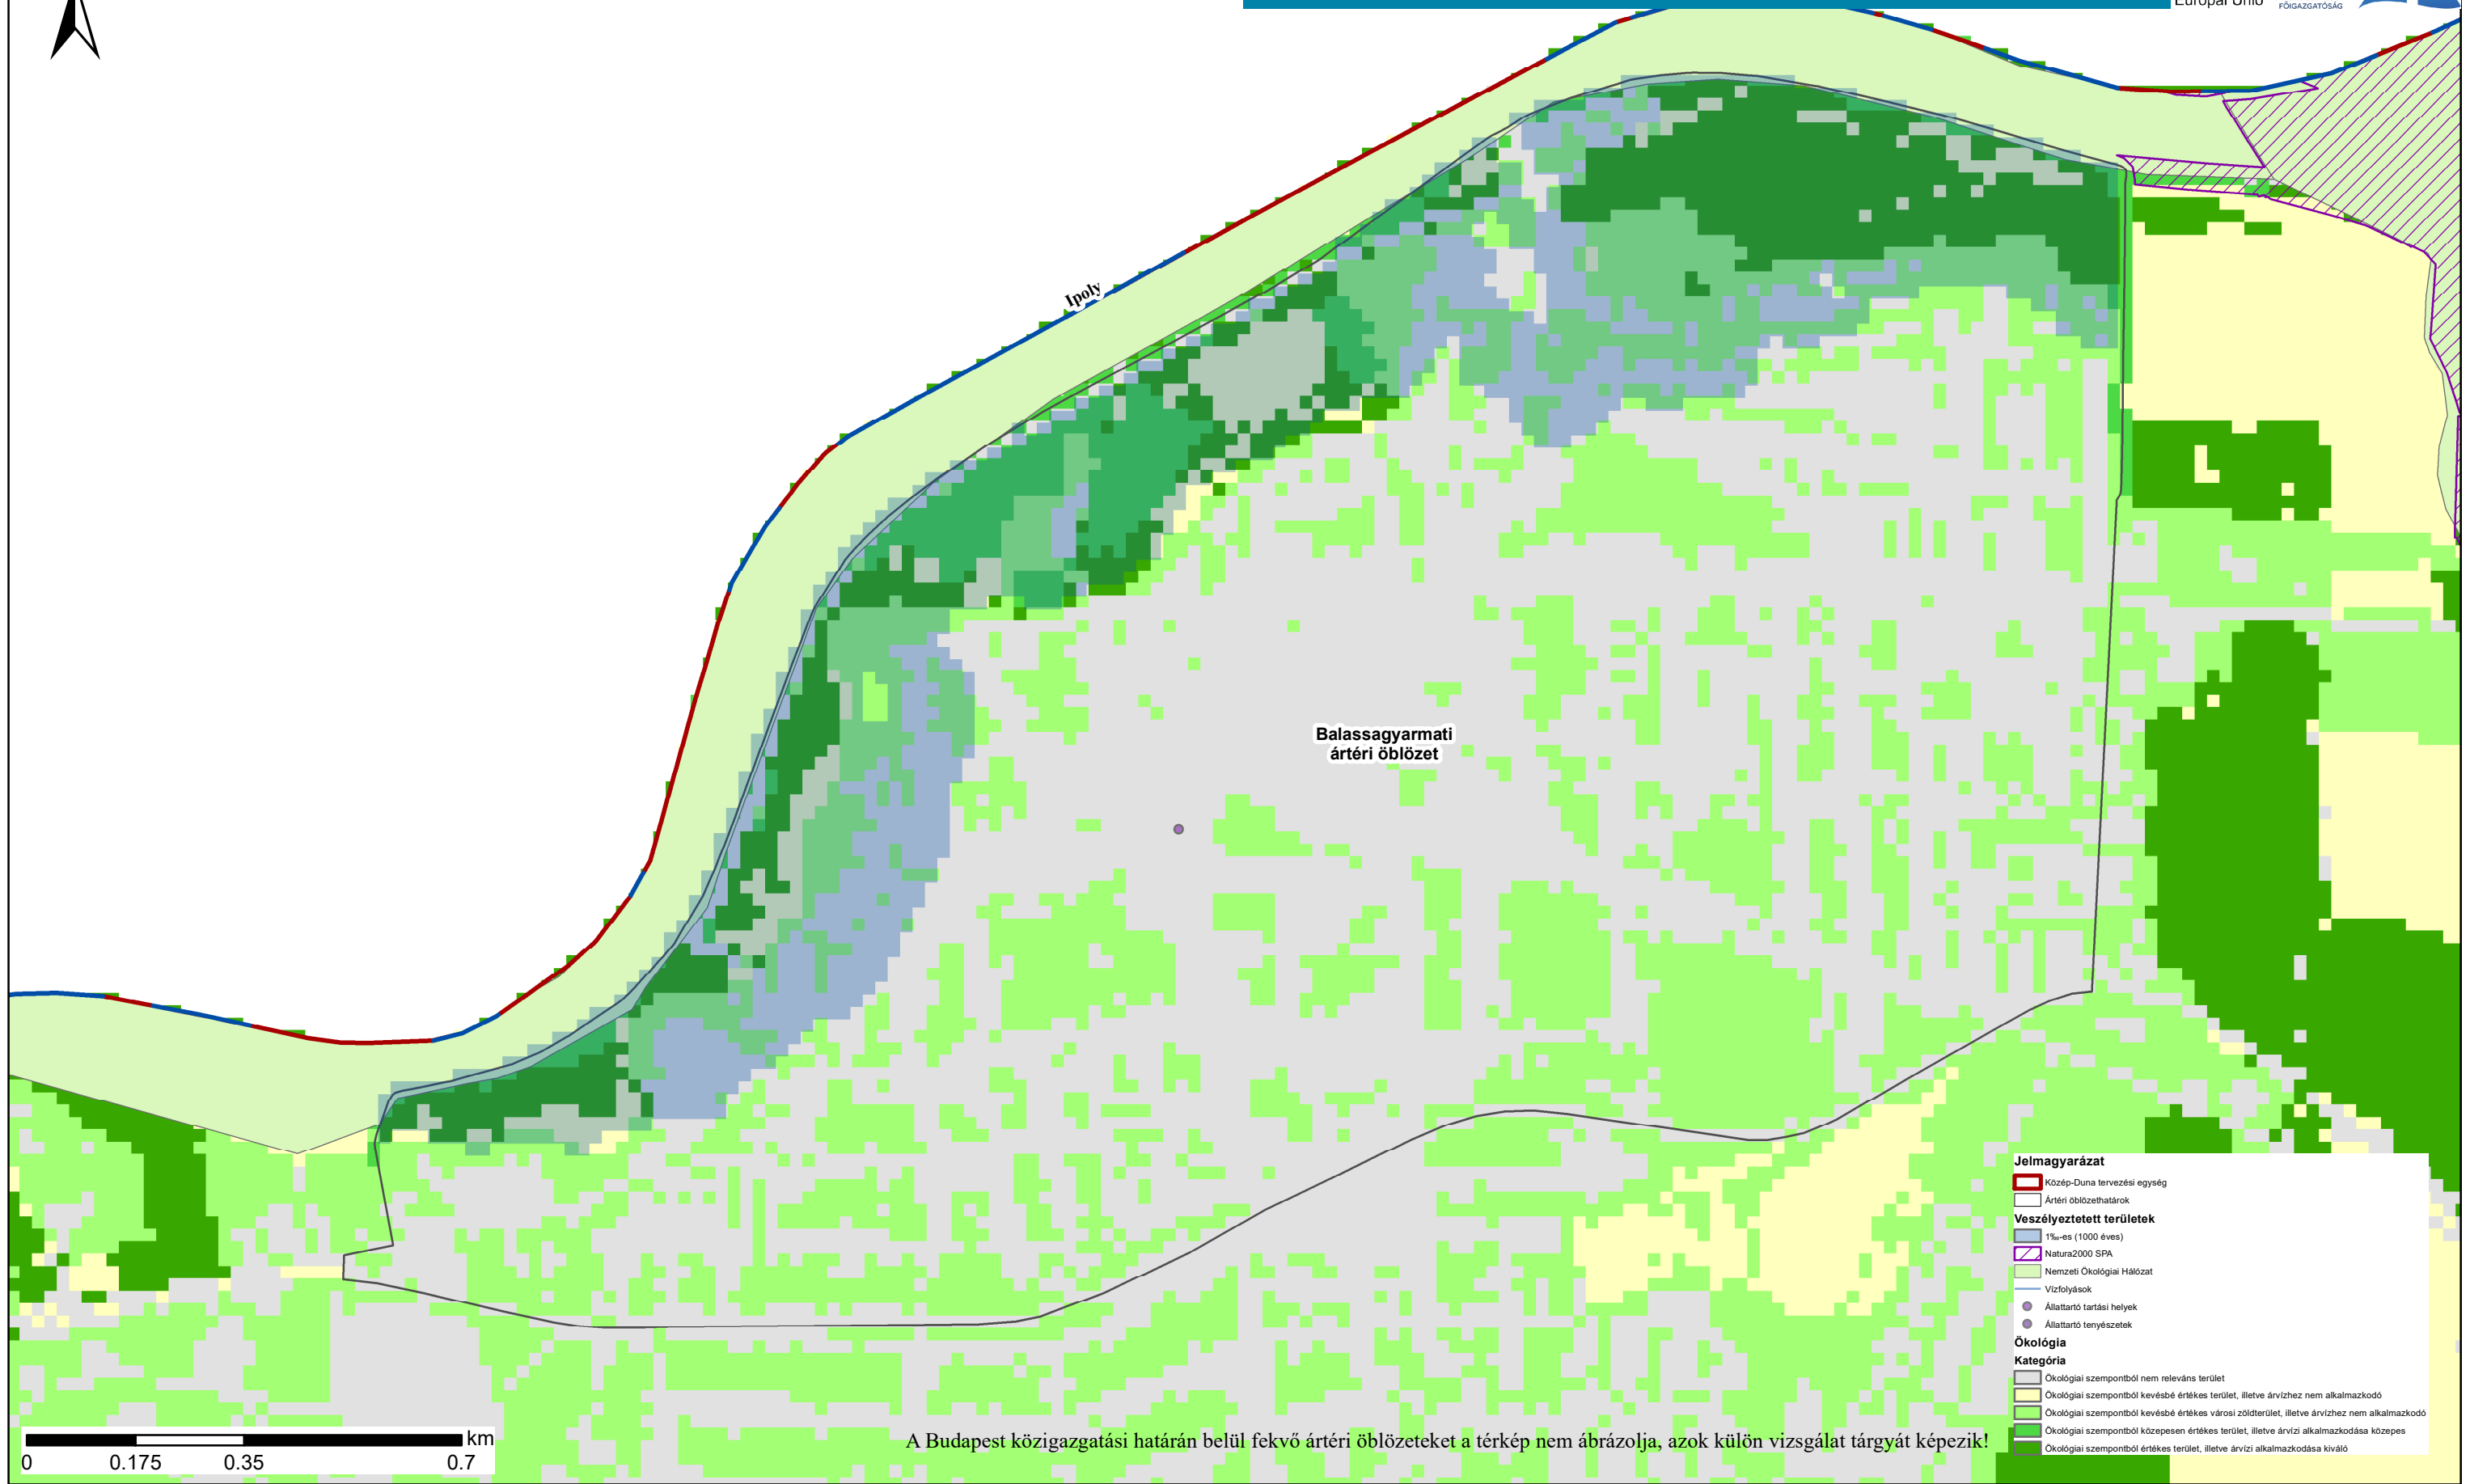 Európai Unió
FŐIGAZGATÓSÁG
Ipoly
Balassagyarmati
ártéri öblözet
Jelmagyarázat
Közép-Duna tervezési egység
Ártéri öblözethatárok
Veszélyeztetett területek
1‰-es (1000 éves)
Natura2000 SPA
Nemzeti Ökológiai Hálózat
Vízfolyások
Állattartó tartási helyek
Állattartó tenyészetek
Ökológia
Kategória
Ökológiai szempontból nem releváns terület
Ökológiai szempontból kevésbé értékes terület, illetve árvízhez nem alkalmazkodó
Ökológiai szempontból kevésbé értékes városi zöldterület, illetve árvízhez nem alkalmazkodó
Ökológiai szempontból közepesen értékes terület, illetve árvízi alkalmazkodása közepes
Ökológiai szempontból értékes terület, illetve árvízi alkalmazkodása kiváló
km
0 0.175 0.35 0.7
A Budapest közigazgatási határán belül fekvő ártéri öblözeteket a térkép nem ábrázolja, azok külön vizsgálat tárgyát képezik!